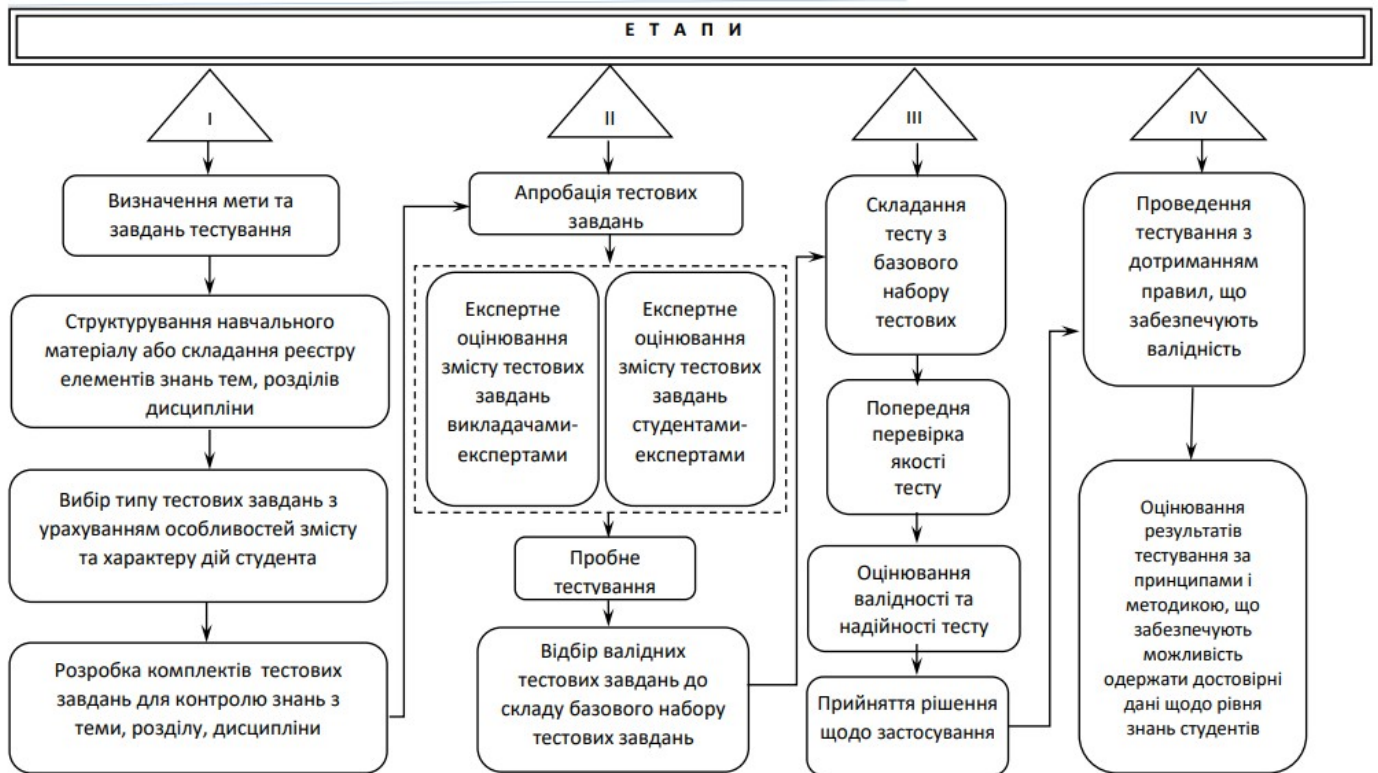 Е Т А П И
I
Визначення мети та
завдань тестування
Структурування навчального
матеріалу або складання реєстру
елементів знань тем, розділів
дисципліни
Вибір типу тестових завдань з
урахуванням особливостей змісту
та характеру дій студента
Розробка комплектів тестових
завдань для контролю знань з
теми, розділу, дисципліни
II
Апробація тестових
завдань
Експертне
оцінювання
змісту тестових
завдань
викладачами-
експертами
Експертне
оцінювання
змісту тестових
завдань
студентами-
експертами
Пробне
тестування
Відбір валідних
тестових завдань до
складу базового набору
тестових завдань
III
Складання
тесту з
базового
набору
тестових
Попередня
перевірка
якості
тесту
Оцінювання
валідності та
надійності тесту
Прийняття рішення
щодо застосування
IV
Проведення
тестування з
дотриманням
правил, що
забезпечують
валідність
Оцінювання
результатів
тестування за
принципами і
методикою, що
забезпечують
можливість
одержати достовірні
дані щодо рівня
знань студентів